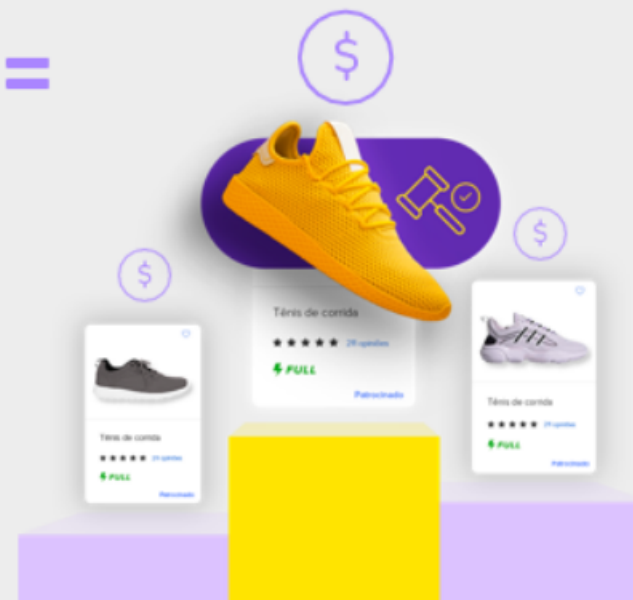 $
$
$
Tênis de corrida
FULL
Patrocinado
Tênis de corrida
FULL
Patrocinado
Tênis de corrida
FULL
Patrocinado